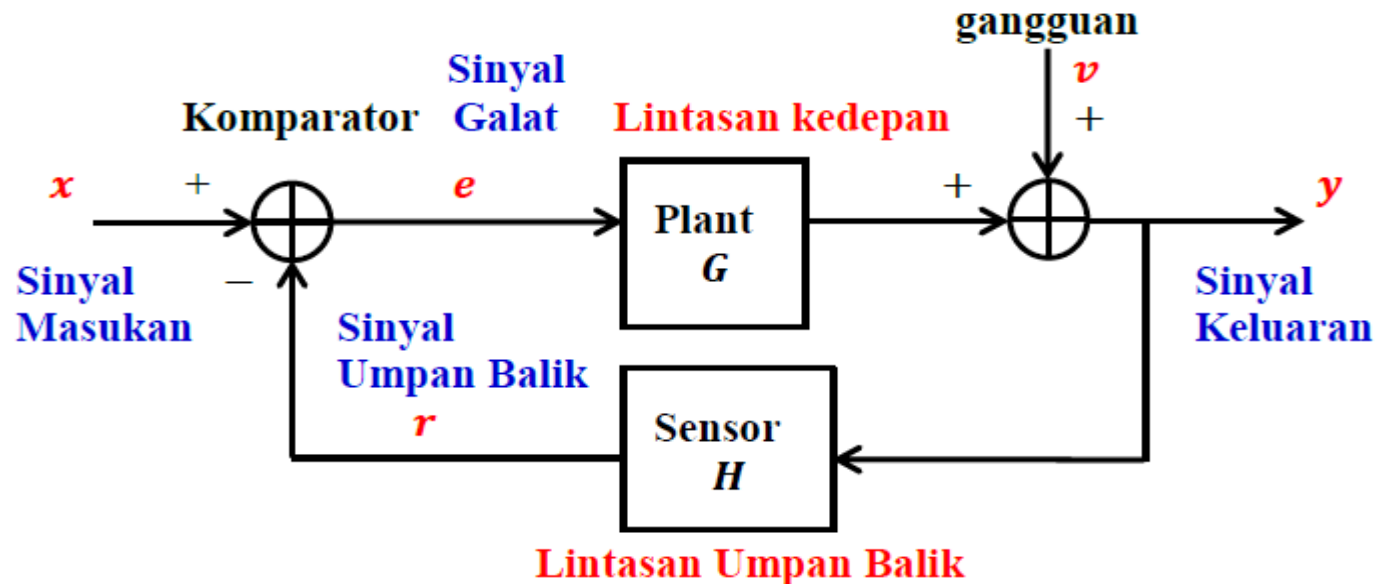 gangguan
v
+
Sinyal
Galat
Komparator
Lintasan kedepan
x
+
e
Plant
G
+
y
Sinyal
Masukan
−
Sinyal
Umpan Balik
r
Sensor
H
Sinyal
Keluaran
Lintasan Umpan Balik